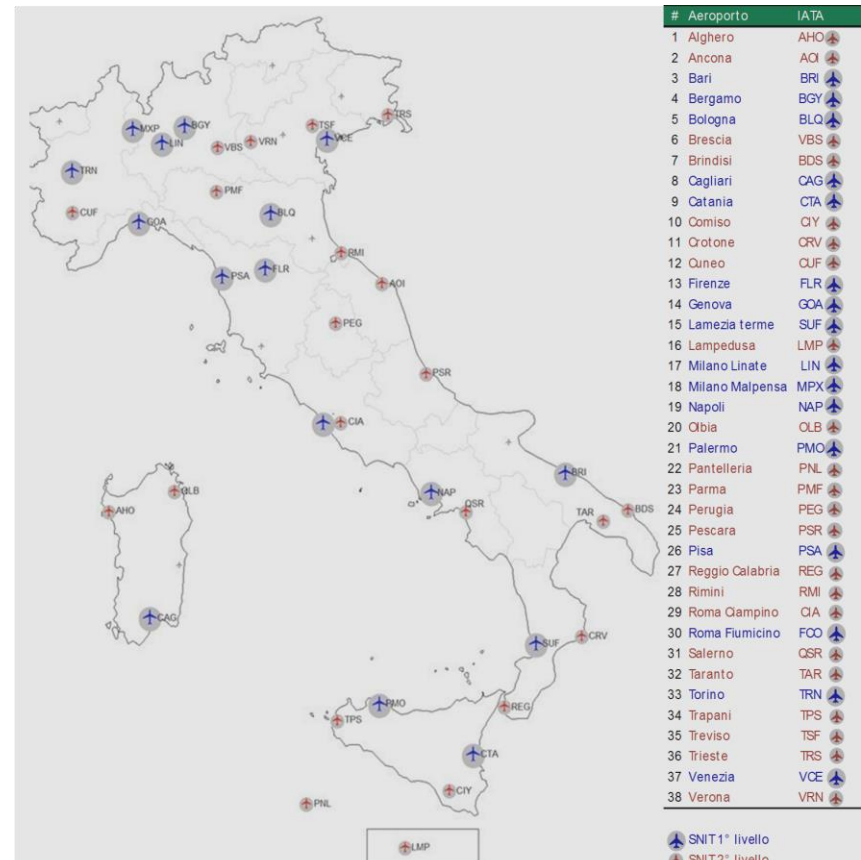 # Aeroporto IATA
1 Alghero AHO
2 Ancona AOI
3 Bari BRI
4 Bergamo BGY
5 Bologna BLQ
6 Brescia VBS
7 Brindisi BDS
8 Cagliari CAG
9 Catania CTA
10 Comiso CIY
11 Crotone CRV
12 Cuneo CUF
13 Firenze FLR
14 Genova GOA
15 Lamezia terme SUF
16 Lampedusa LMP
17 Milano Linate LIN
18 Milano Malpensa MPX
19 Napoli NAP
20 Olbia OLB
21 Palermo PMO
22 Pantelleria PNL
23 Parma PMF
24 Perugia PEG
25 Pescara PSR
26 Pisa PSA
27 Reggio Calabria REG
28 Rimini RMI
29 Roma Ciampino CIA
30 Roma Fiumicino FCO
31 Salerno QSR
32 Taranto TAR
33 Torino TRN
34 Trapani TPS
35 Treviso TSF
36 Trieste TRS
37 Venezia VCE
38 Verona VRN
SNIT 1° livello
SNIT 2° livello
TRS
MXP
BGY
TSF
VCE
LIN
VBS
VRN
TRN
PMF
CUF
GOA
BLQ
RMI
PSA
FLR
AOI
PEG
PSR
CIA
BRI
OLB
NAP
AHO
QSR
TAR
BDS
CAG
SUF
CRV
PMO
REG
TPS
CTA
CIY
PNL
LMP